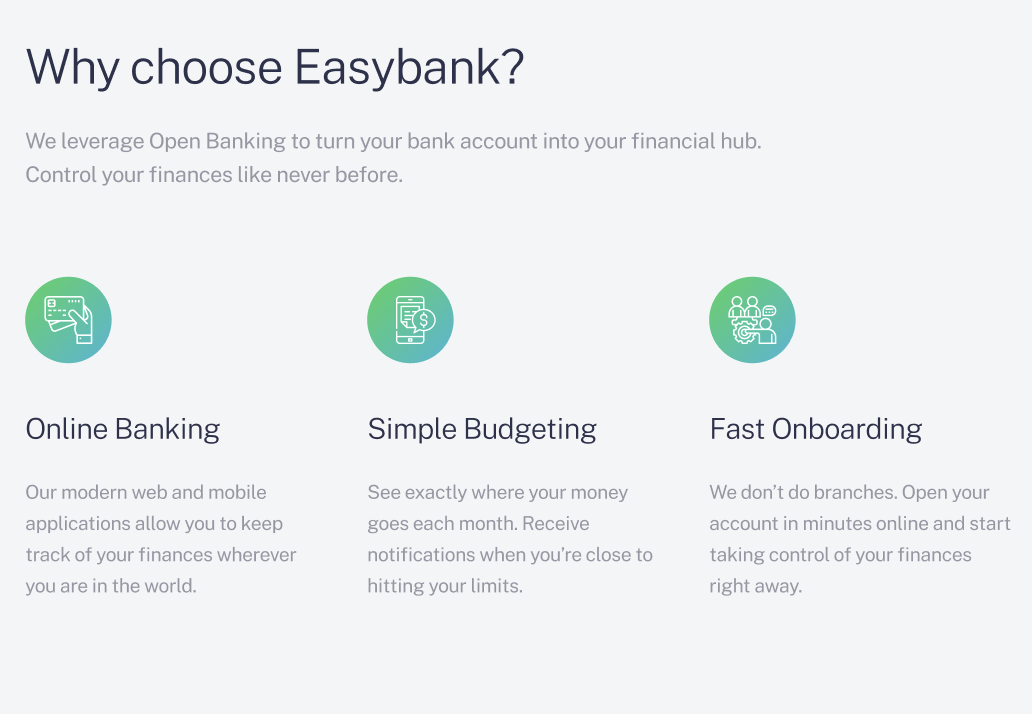 Why choose Easybank?
We leverage Open Banking to turn your bank account into your financial hub.
Control your finances like never before.
Online Banking
Our modern web and mobile
applications allow you to keep
track of your finances wherever
you are in the world.
Simple Budgeting
See exactly where your money
goes each month. Receive
notifications when you’re close to
hitting your limits.
Fast Onboarding
We don’t do branches. Open your
account in minutes online and start
taking control of your finances
right away.